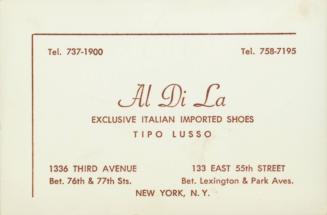 Tel. 737-1900 Tel. 758-7195
Al Di La
EXCLUSIVE ITALIAN IMPORTED SHOES
TIPO LUSSO
1336 THIRD AVENUE 133 EAST 55th STREET
Bet. 76th & 77th Sts. Bet. Lexington & Park Aves.
NEW YORK, N. Y.